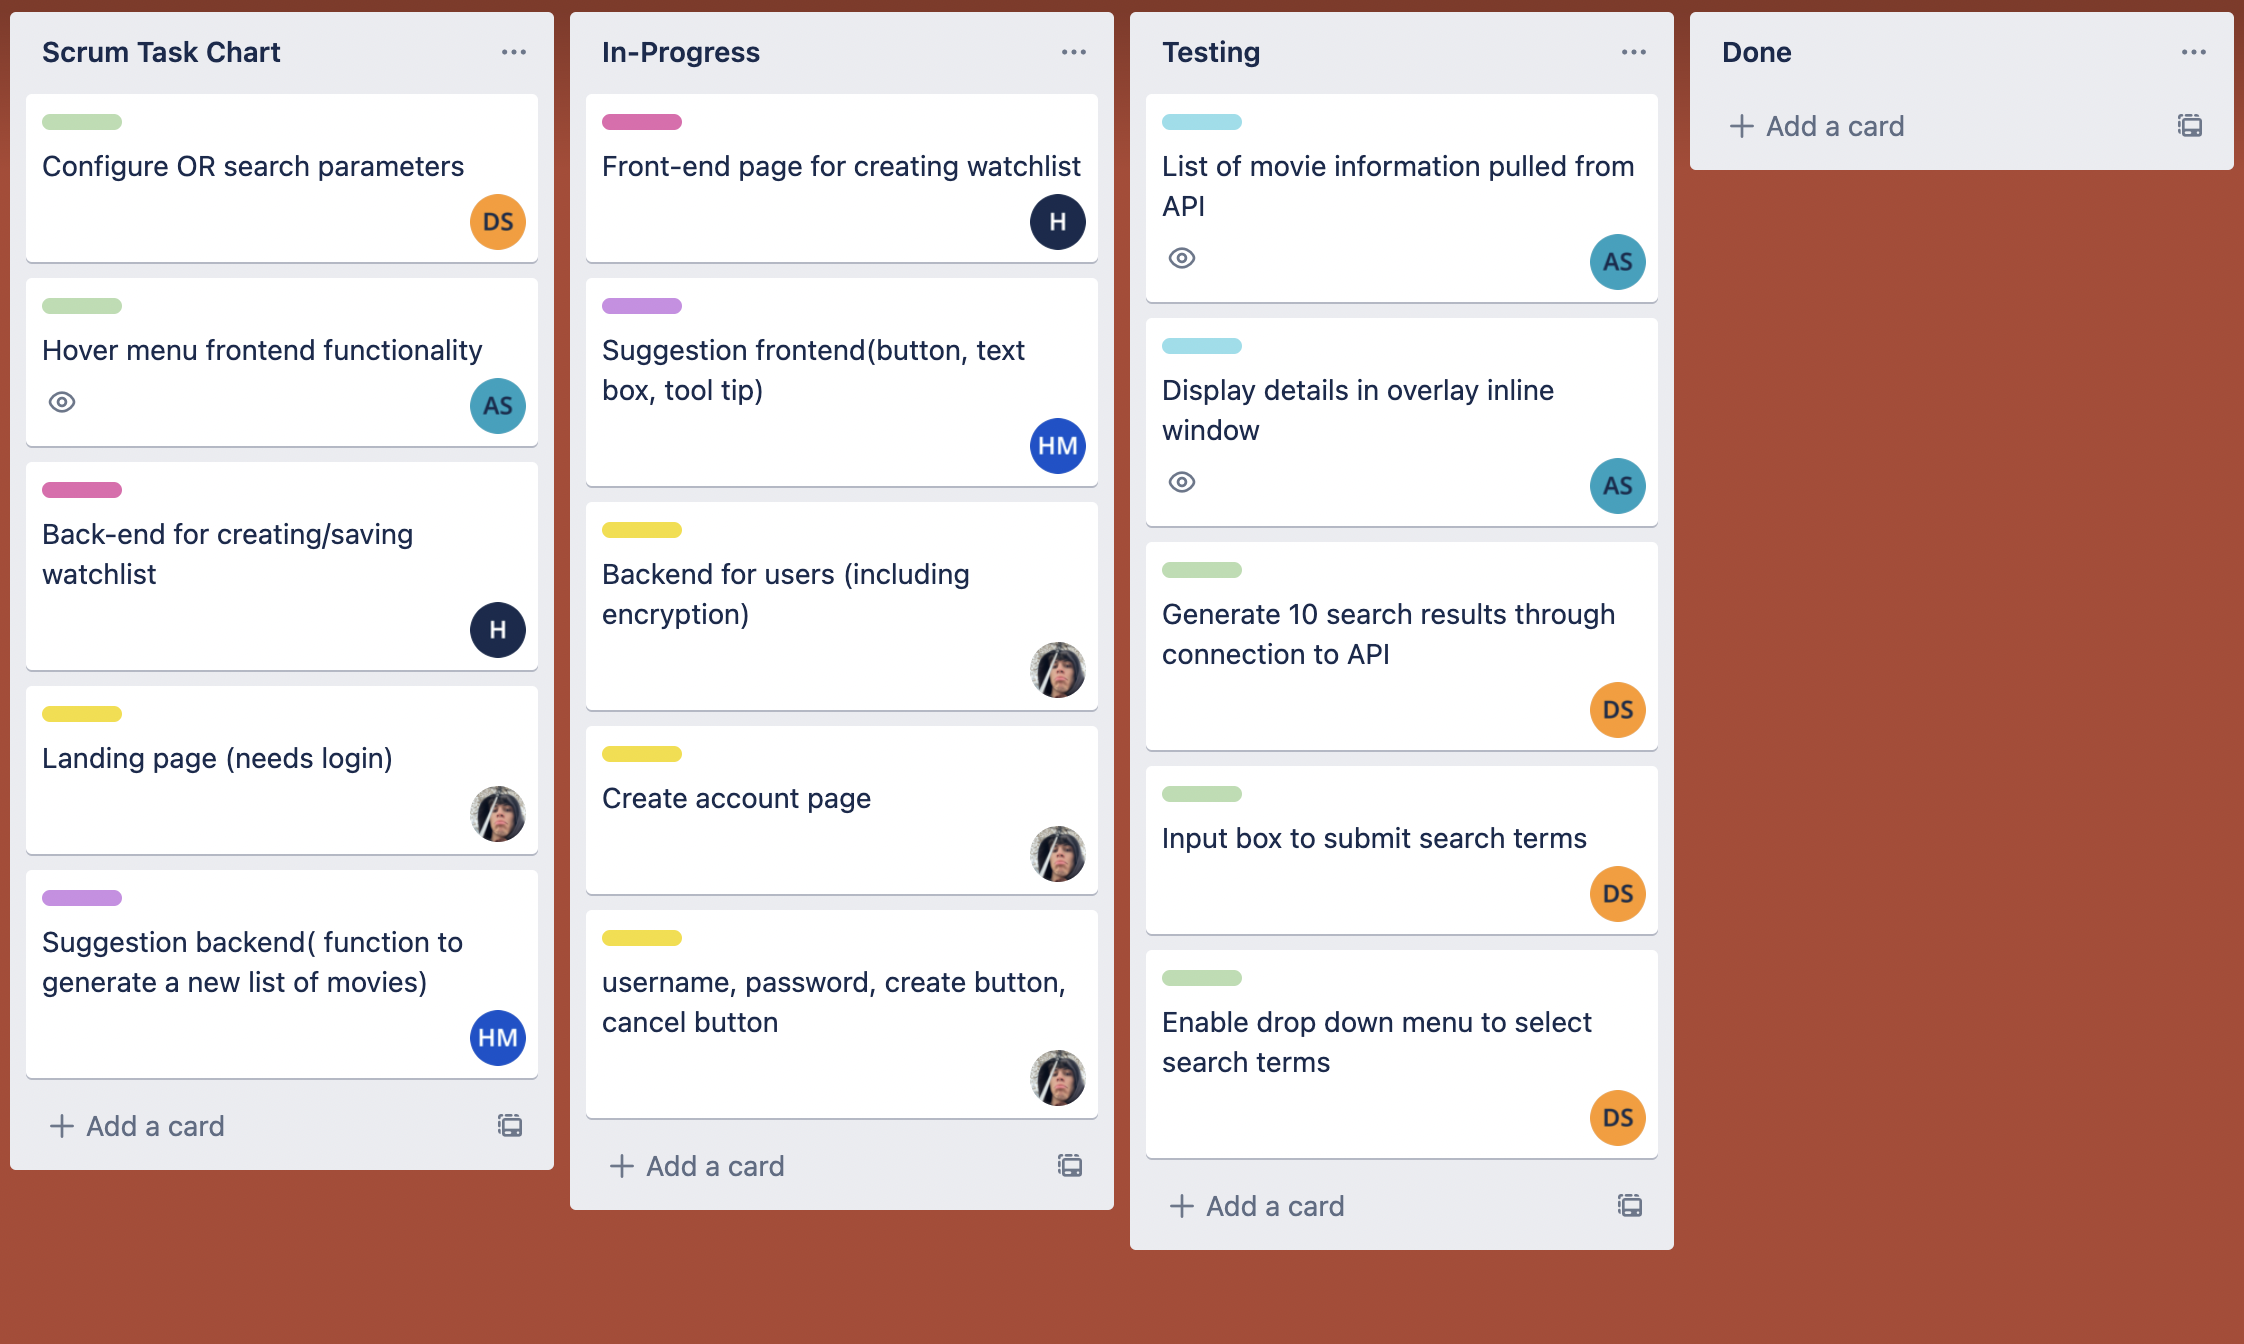 Scrum Task Chart
Configure OR search parameters
DS
Hover menu frontend functionality
AS
Back-end for creating/saving
watchlist
H
Landing page (needs login)
Suggestion backend( function to
generate a new list of movies)
HM
Add a card
In-Progress
Front-end page for creating watchlist
H
Suggestion frontend(button, text
box, tool tip)
HM
Backend for users (including
encryption)
Create account page
username, password, create button,
cancel button
Add a card
Testing
List of movie information pulled from
API
AS
Display details in overlay inline
window
AS
Generate 10 search results through
connection to API
DS
Input box to submit search terms
DS
Enable drop down menu to select
search terms
DS
Add a card
Done
Add a card